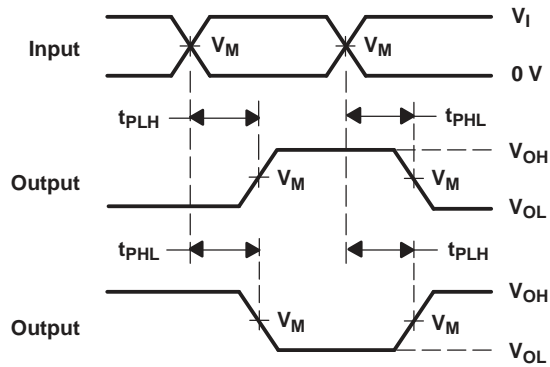 V_I
Input V_M V_M
0 V
t_PLH t_PHL
V_OH
Output V_M V_M
V_OL
t_PHL t_PLH
V_OH
Output V_M V_M
V_OL